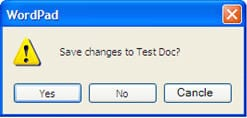 WordPad
Save changes to Test Doc?
Yes
No
Cancle